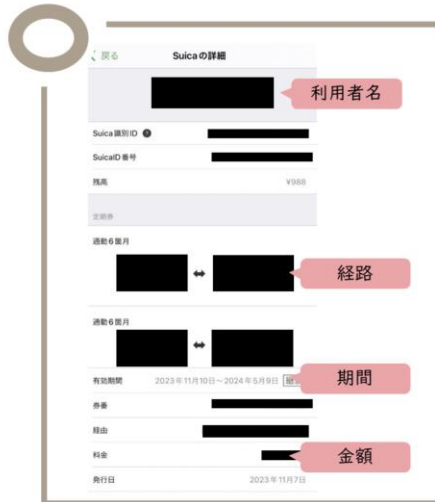 戻る Suicaの詳細
利用者名
Suica識別ID ?
SuicaID番号
残高 ¥988
定期券
通勤6箇月
⇔
経路
通勤6箇月
⇔
期間
有効期間 2023年11月10日~2024年5月9日
券番
経由
金額
料金
発行日 2023年11月7日